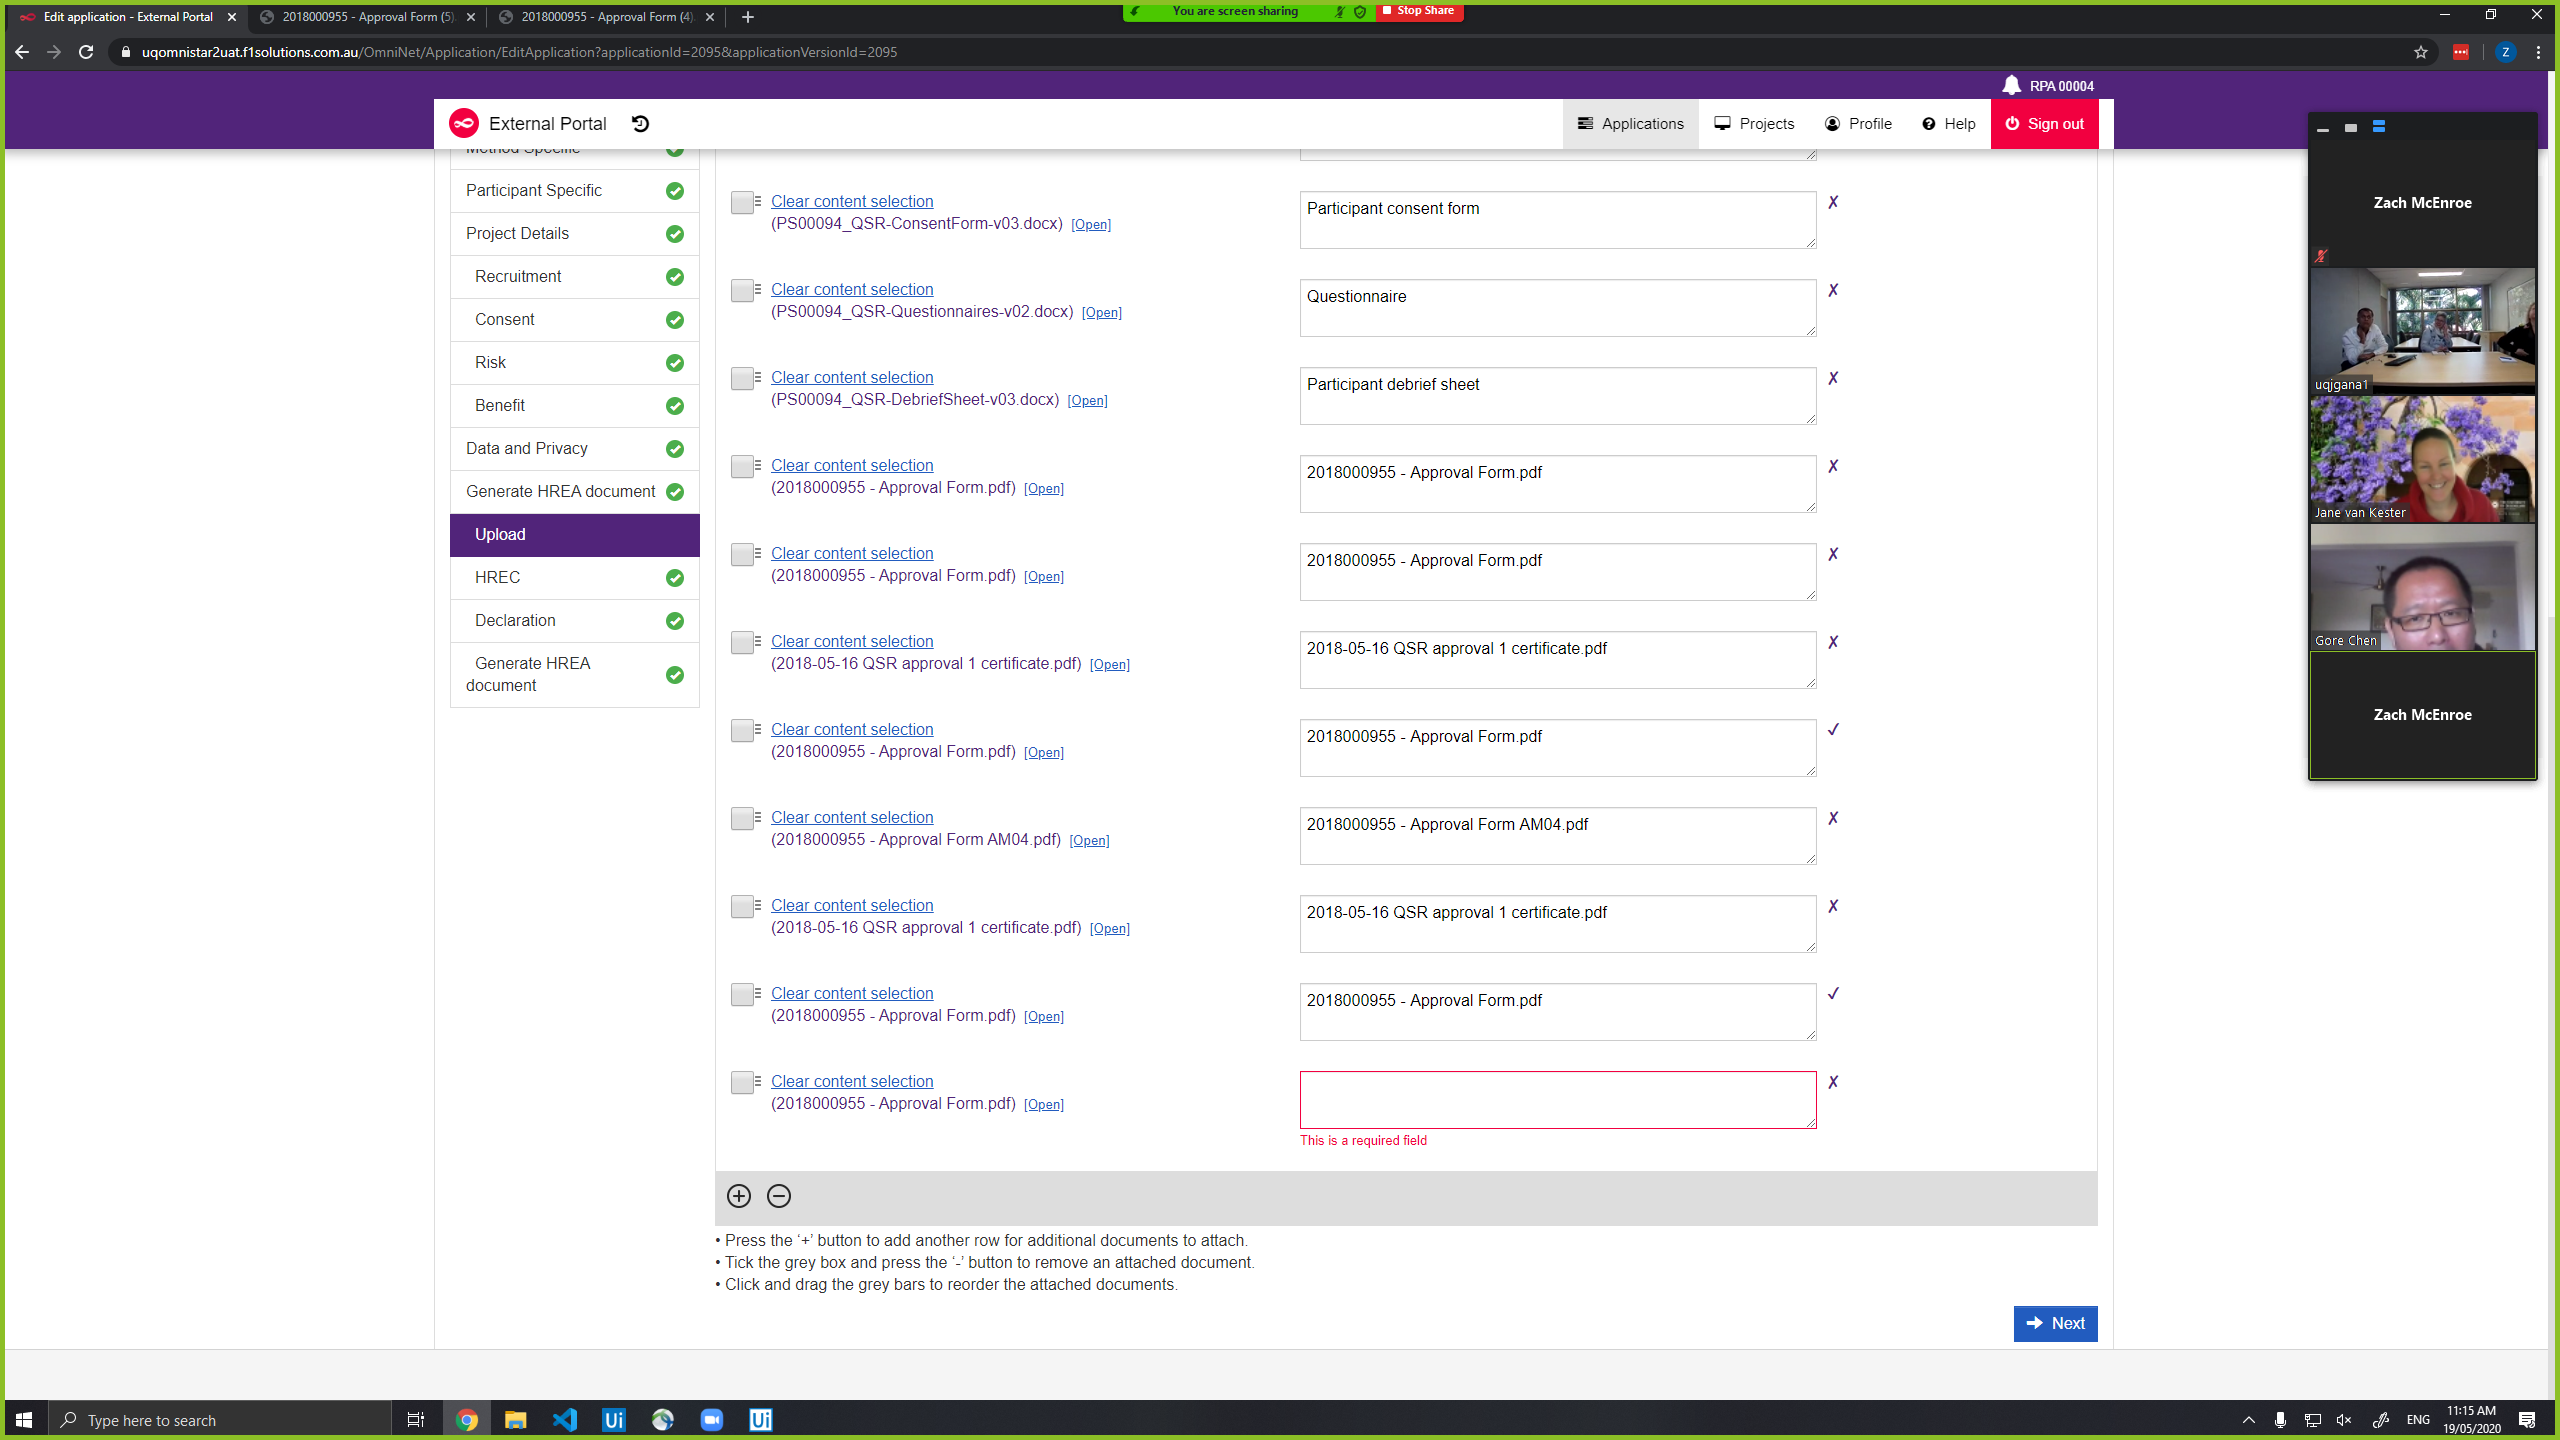 Edit application - External Portal
2018000955 - Approval Form (5).
2018000955 - Approval Form (4).
You are screen sharing
Stop Share
uqomnistar2uat.f1solutions.com.au/OmniNet/Application/EditApplication?applicationId=2095&applicationVersionId=2095
Z
RPA 00004
External Portal
Applications
Projects
Profile
Help
Sign out
Method Specific
Participant Specific
Project Details
Recruitment
Consent
Risk
Benefit
Data and Privacy
Generate HREA document
Upload
HREC
Declaration
Generate HREA
document
Clear content selection
(PS00094_QSR-ConsentForm-v03.docx) [Open]
Participant consent form
✗
Clear content selection
(PS00094_QSR-Questionnaires-v02.docx) [Open]
Questionnaire
✗
Clear content selection
(PS00094_QSR-DebriefSheet-v03.docx) [Open]
Participant debrief sheet
✗
Clear content selection
(2018000955 - Approval Form.pdf) [Open]
2018000955 - Approval Form.pdf
✗
Clear content selection
(2018000955 - Approval Form.pdf) [Open]
2018000955 - Approval Form.pdf
✗
Clear content selection
(2018-05-16 QSR approval 1 certificate.pdf) [Open]
2018-05-16 QSR approval 1 certificate.pdf
✗
Clear content selection
(2018000955 - Approval Form.pdf) [Open]
2018000955 - Approval Form.pdf
✓
Clear content selection
(2018000955 - Approval Form AM04.pdf) [Open]
2018000955 - Approval Form AM04.pdf
✗
Clear content selection
(2018-05-16 QSR approval 1 certificate.pdf) [Open]
2018-05-16 QSR approval 1 certificate.pdf
✗
Clear content selection
(2018000955 - Approval Form.pdf) [Open]
2018000955 - Approval Form.pdf
✓
Clear content selection
(2018000955 - Approval Form.pdf) [Open]
✗
This is a required field
• Press the ‘+’ button to add another row for additional documents to attach.
• Tick the grey box and press the ‘-’ button to remove an attached document.
• Click and drag the grey bars to reorder the attached documents.
Next
Zach McEnroe
uqjgana1
Jane van Kester
Gore Chen
Zach McEnroe
Type here to search
Ui
Ui
ENG
11:15 AM
19/05/2020